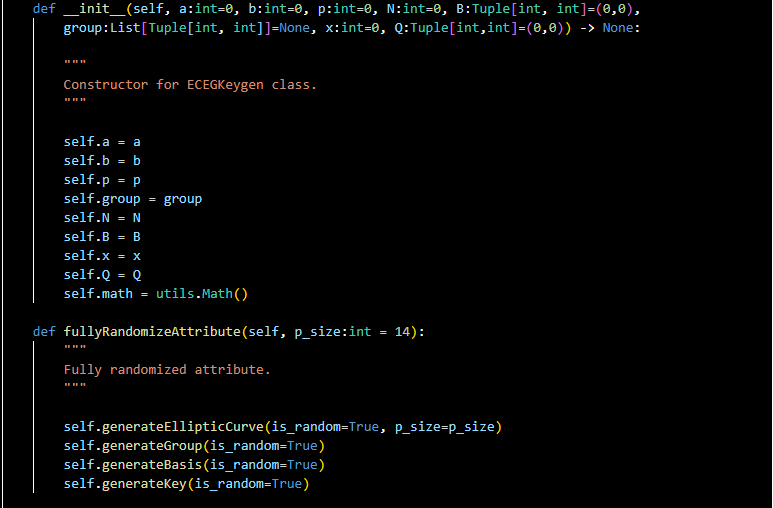 def __init__(self, a:int=0, b:int=0, p:int=0, N:int=0, B:Tuple[int, int]=(0,0),
group:List[Tuple[int, int]]=None, x:int=0, Q:Tuple[int,int]=(0,0)) -> None:
"""
Constructor for ECEGKeygen class.
"""
self.a = a
self.b = b
self.p = p
self.group = group
self.N = N
self.B = B
self.x = x
self.Q = Q
self.math = utils.Math()
def fullyRandomizeAttribute(self, p_size:int = 14):
"""
Fully randomized attribute.
"""
self.generateEllipticCurve(is_random=True, p_size=p_size)
self.generateGroup(is_random=True)
self.generateBasis(is_random=True)
self.generateKey(is_random=True)